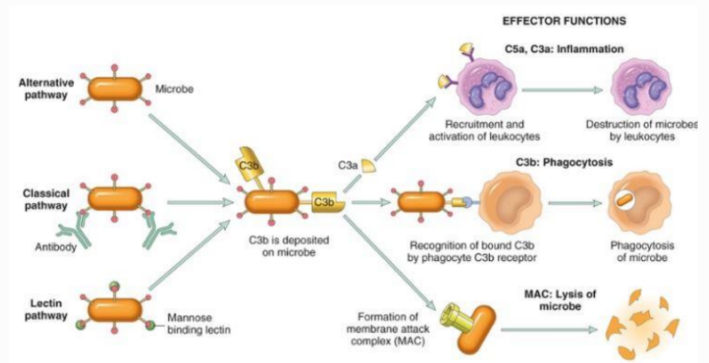 EFFECTOR FUNCTIONS
C5a, C3a: Inflammation
Alternative
pathway
Microbe
Recruitment and
activation of leukocytes
Destruction of microbes
by leukocytes
C3b
C3a
C3b: Phagocytosis
Classical
pathway
C3b
Antibody
C3b is deposited
on microbe
Recognition of bound C3b
by phagocyte C3b receptor
Phagocytosis
of microbe
Lectin
pathway
Mannose
binding lectin
Formation of
membrane attack
complex (MAC)
MAC: Lysis of
microbe